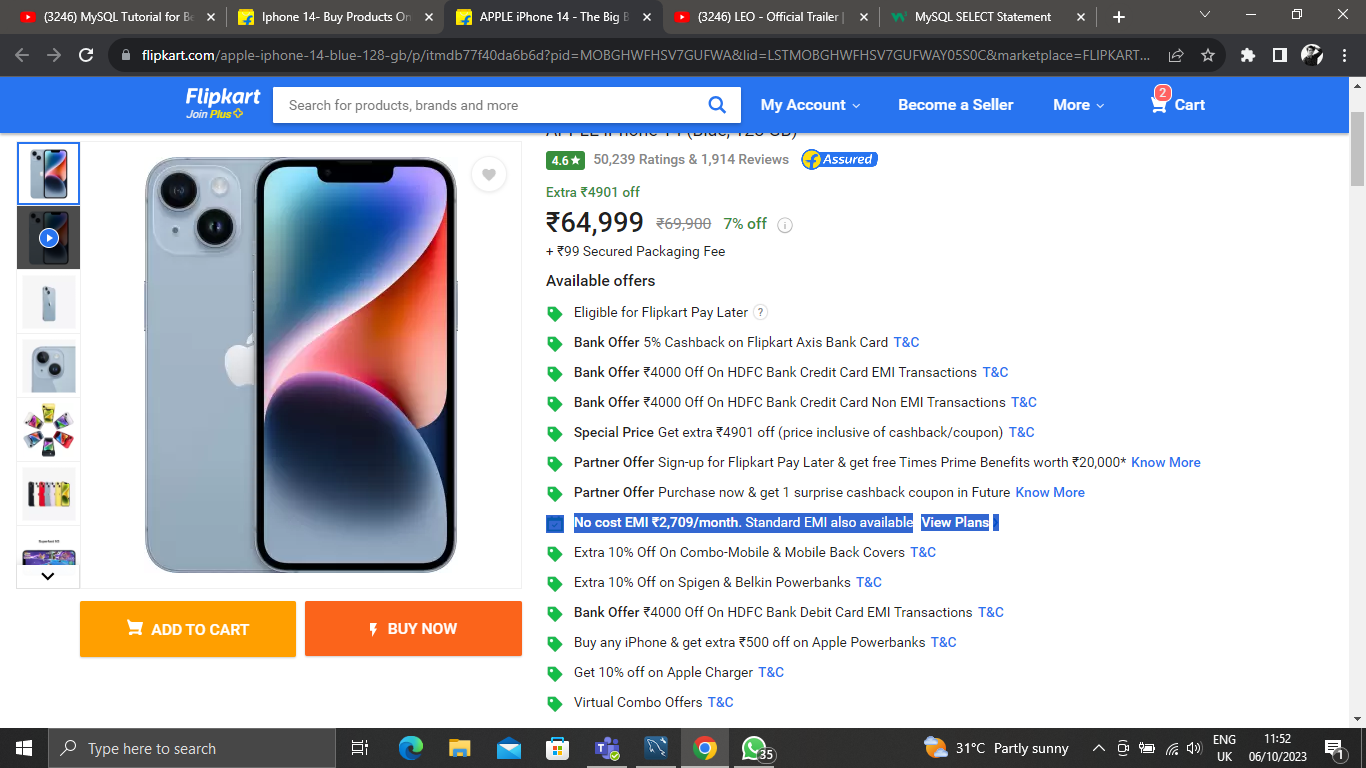 (3246) MySQL Tutorial for Be
Iphone 14- Buy Products On
APPLE iPhone 14 - The Big B
(3246) LEO - Official Trailer |
MySQL SELECT Statement
flipkart.com/apple-iphone-14-blue-128-gb/p/itmdb77f40da6b6d?pid=MOBGHWFHSV7GUFWA&lid=LSTMOBGHWFHSV7GUFWAY05S0C&marketplace=FLIPKART...
Flipkart
Join Plus
Search for products, brands and more
My Account
Become a Seller
More
2
Cart
APPLE iPhone 14 (Blue, 128 GB)
4.6★ 50,239 Ratings & 1,914 Reviews Assured
Extra ₹4901 off
₹64,999 ₹69,900 7% off
+ ₹99 Secured Packaging Fee
Available offers
Eligible for Flipkart Pay Later ?
Bank Offer 5% Cashback on Flipkart Axis Bank Card T&C
Bank Offer ₹4000 Off On HDFC Bank Credit Card EMI Transactions T&C
Bank Offer ₹4000 Off On HDFC Bank Credit Card Non EMI Transactions T&C
Special Price Get extra ₹4901 off (price inclusive of cashback/coupon) T&C
Partner Offer Sign-up for Flipkart Pay Later & get free Times Prime Benefits worth ₹20,000* Know More
Partner Offer Purchase now & get 1 surprise cashback coupon in Future Know More
No cost EMI ₹2,709/month. Standard EMI also available View Plans
Extra 10% Off On Combo-Mobile & Mobile Back Covers T&C
Extra 10% Off on Spigen & Belkin Powerbanks T&C
Bank Offer ₹4000 Off On HDFC Bank Debit Card EMI Transactions T&C
Buy any iPhone & get extra ₹500 off on Apple Powerbanks T&C
Get 10% off on Apple Charger T&C
Virtual Combo Offers T&C
ADD TO CART
BUY NOW
Type here to search
35
31°C Partly sunny
ENG
UK
11:52
06/10/2023
1